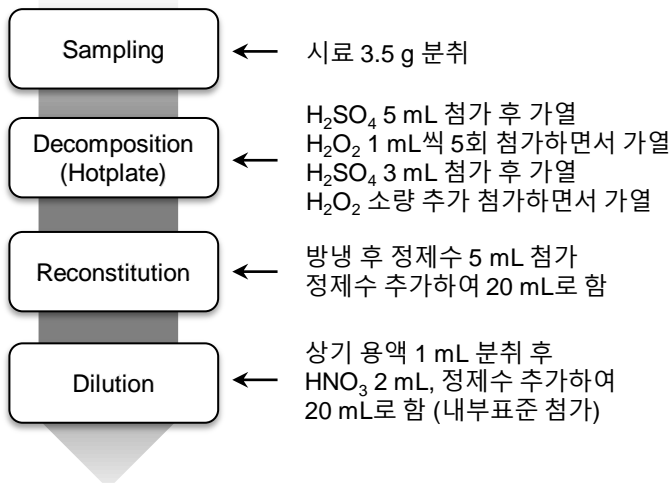 Sampling
시료 3.5 g 분취
Decomposition
(Hotplate)
H₂SO₄ 5 mL 첨가 후 가열
H₂O₂ 1 mL씩 5회 첨가하면서 가열
H₂SO₄ 3 mL 첨가 후 가열
H₂O₂ 소량 추가 첨가하면서 가열
Reconstitution
방냉 후 정제수 5 mL 첨가
정제수 추가하여 20 mL로 함
Dilution
상기 용액 1 mL 분취 후
HNO₃ 2 mL, 정제수 추가하여
20 mL로 함 (내부표준 첨가)